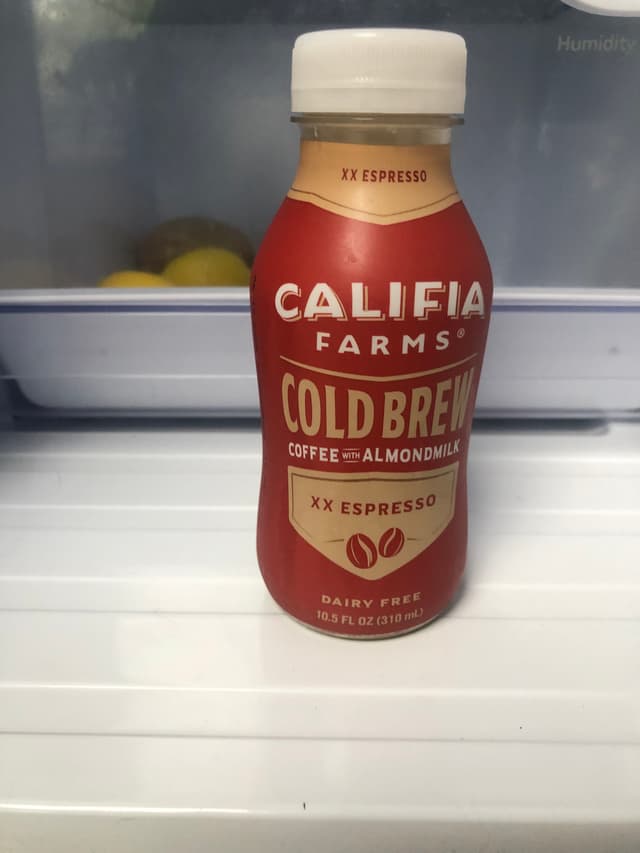 Humidity
XX ESPRESSO
CALIFIA
FARMS®
COLD BREW
COFFEE WITH ALMONDMILK
XX ESPRESSO
DAIRY FREE
10.5 FL OZ (310 mL)